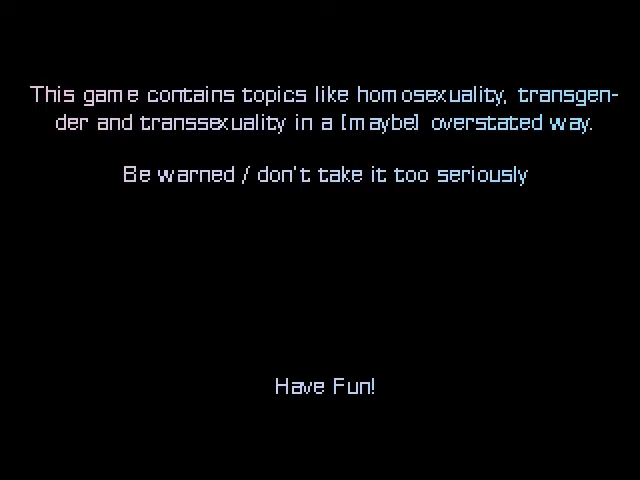 This game contains topics like homosexuality, transgen-
der and transsexuality in a [maybe] overstated way.
Be warned / don't take it too seriously
Have Fun!